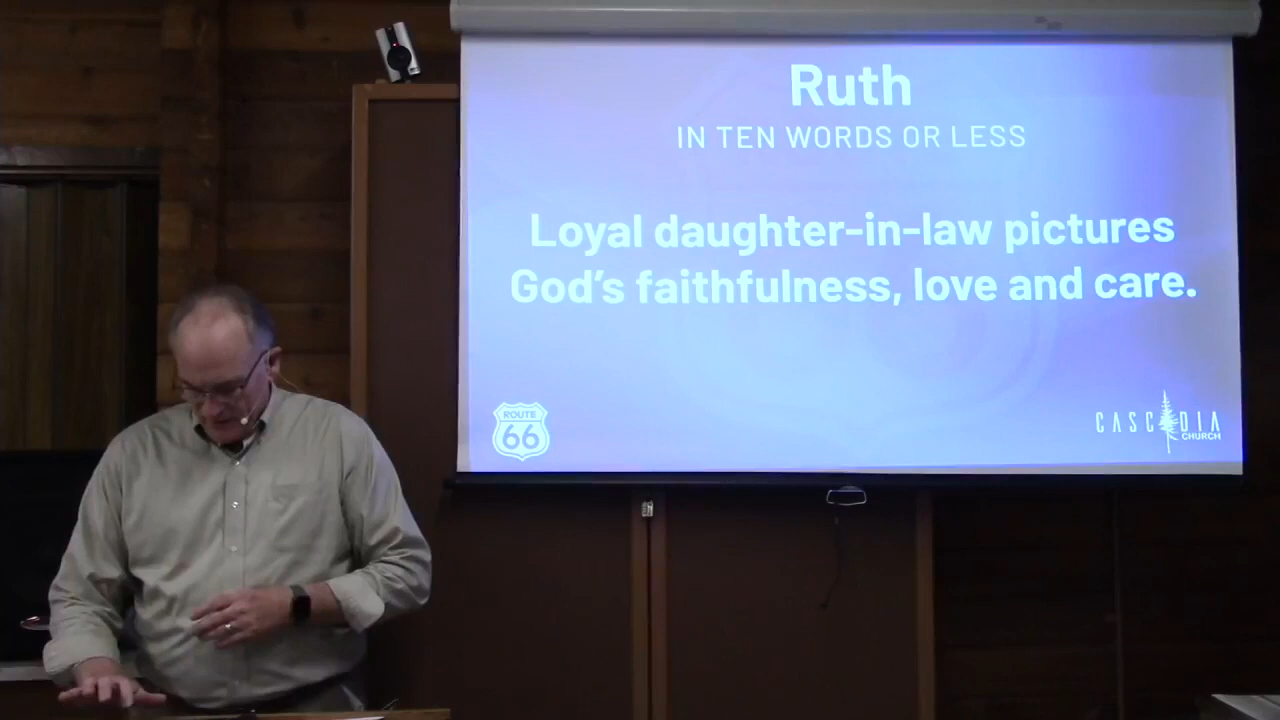 Ruth
IN TEN WORDS OR LESS
Loyal daughter-in-law pictures
God’s faithfulness, love and care.
ROUTE
66
CASCADIA
CHURCH